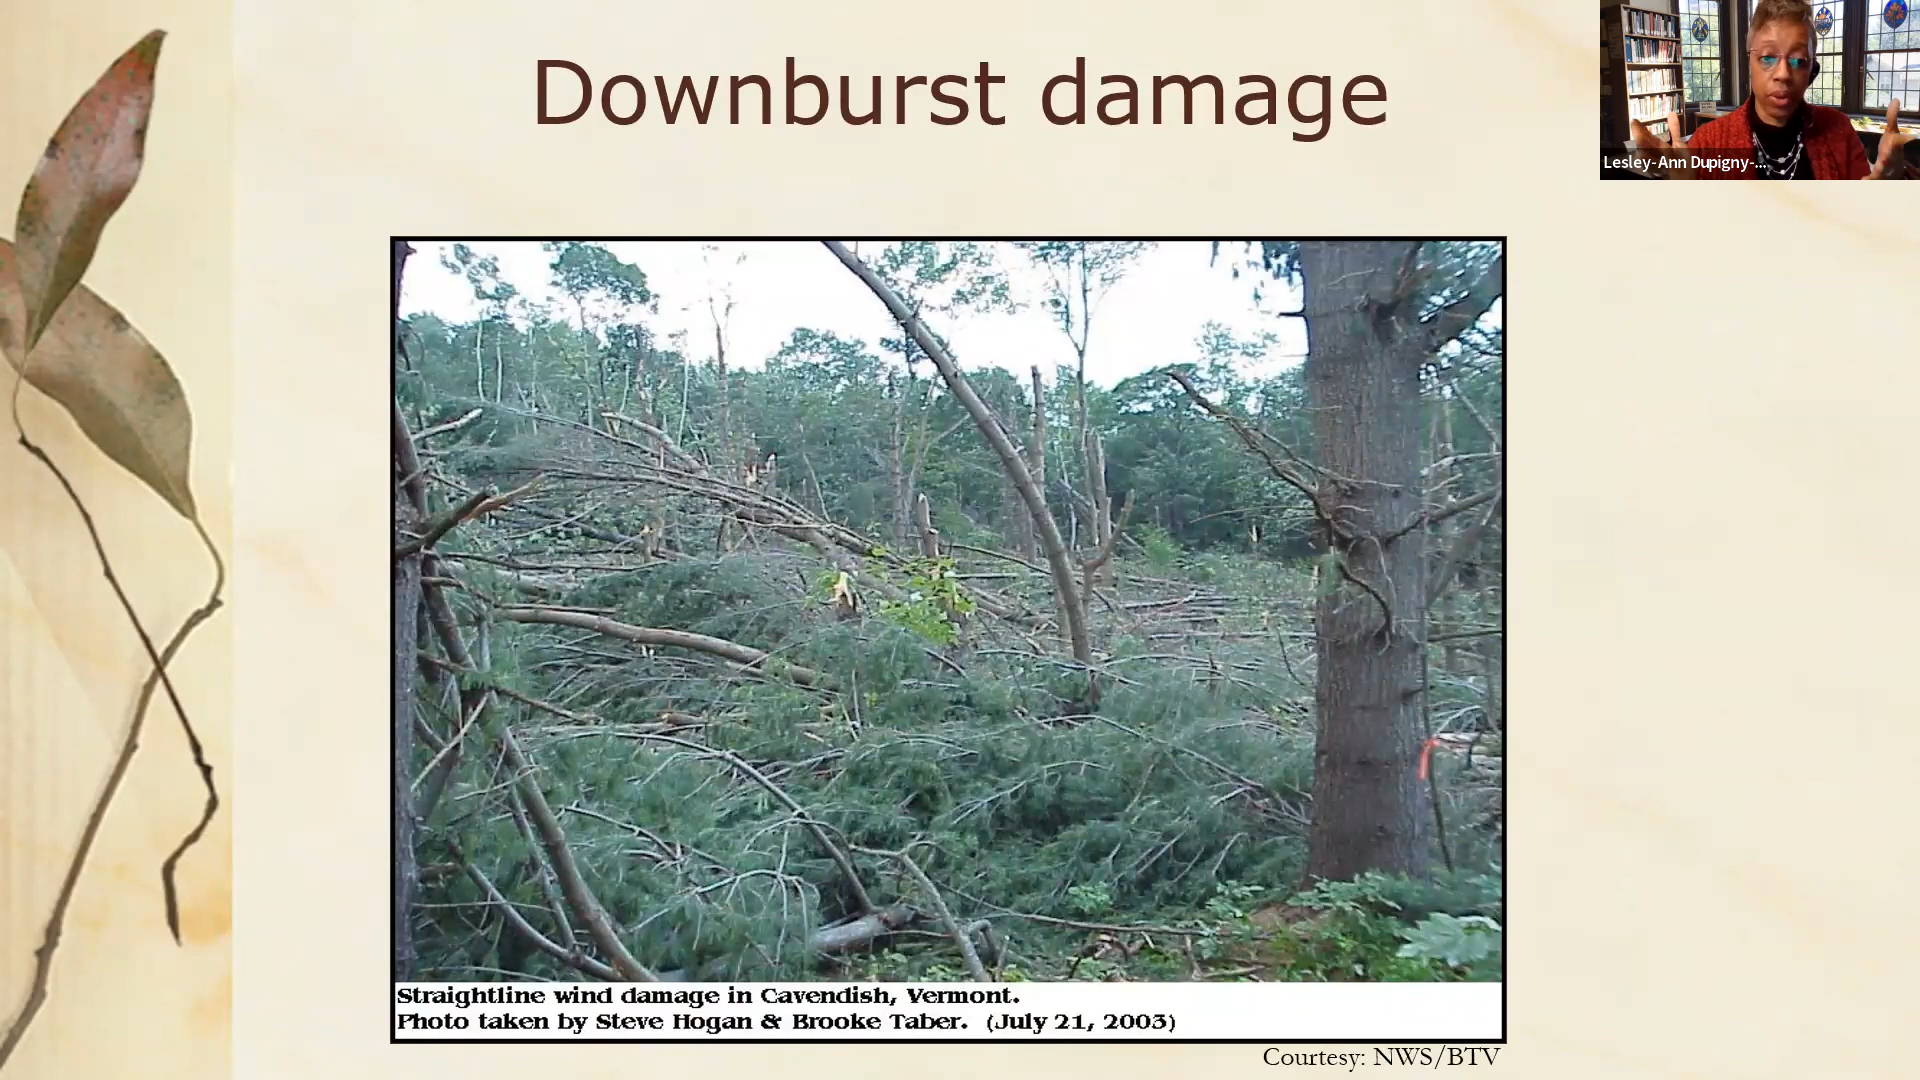 Downburst damage
Lesley-Ann Dupigny-...
Straightline wind damage in Cavendish, Vermont.
Photo taken by Steve Hogan & Brooke Taber. (July 21, 2003)
Courtesy: NWS/BTV